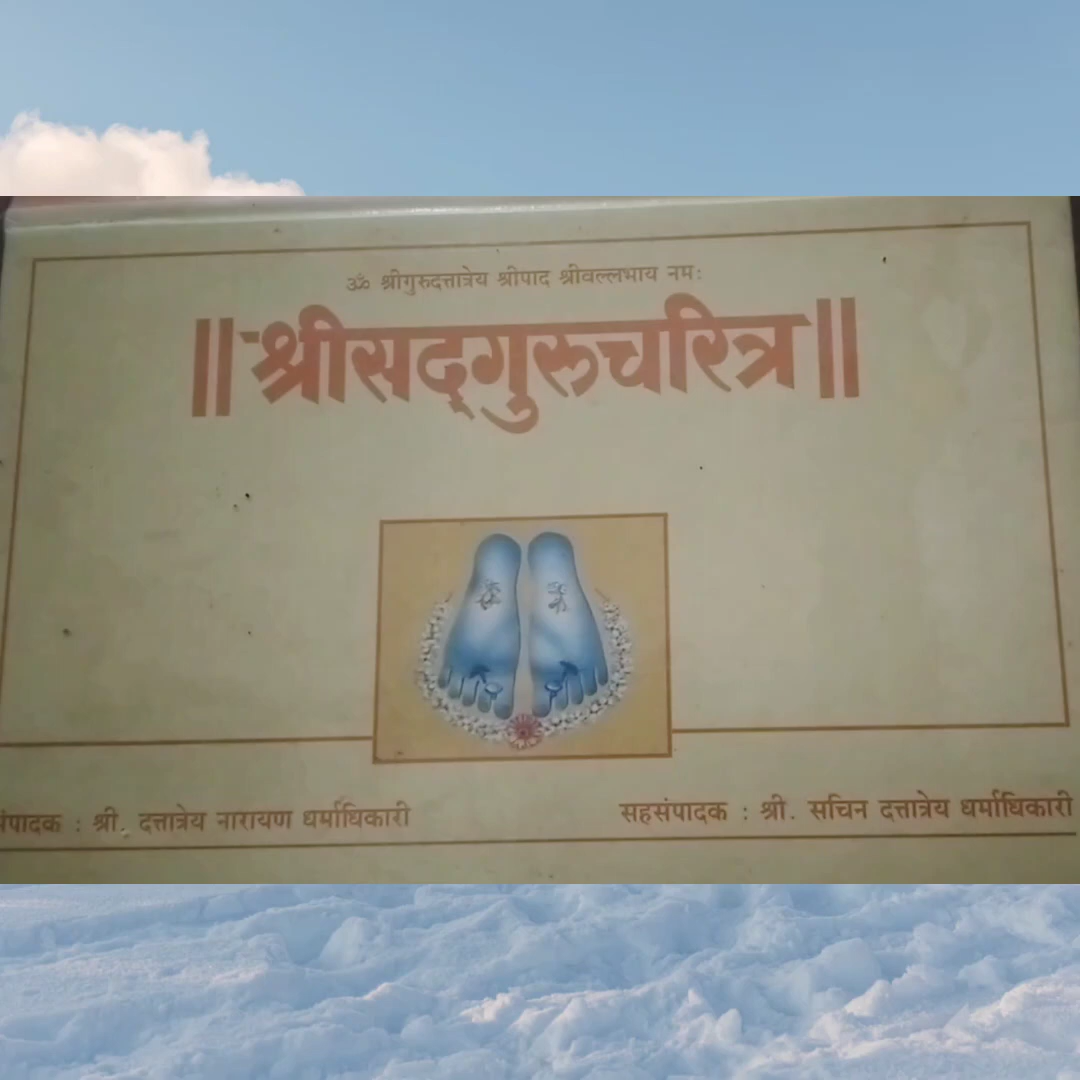 ॐ श्रीगुरुदत्तात्रेय श्रीपाद श्रीवल्लभाय नमः
॥ श्रीसद्‌गुरुचरित्र ॥
संपादक : श्री. दत्तात्रेय नारायण धर्माधिकारी
सहसंपादक : श्री. सचिन दत्तात्रेय धर्माधिकारी